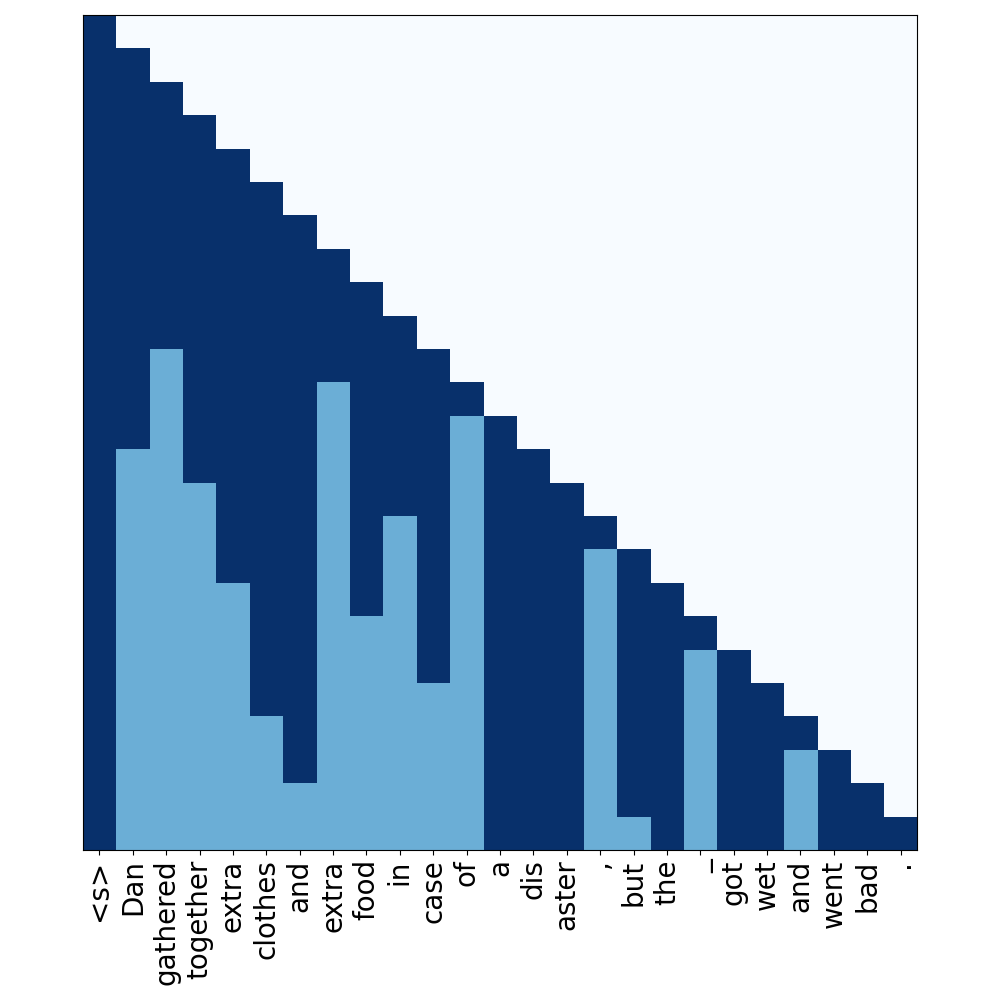 <s> Dan gathered together extra clothes and extra food in case of a dis aster , but the _ got wet and went bad .